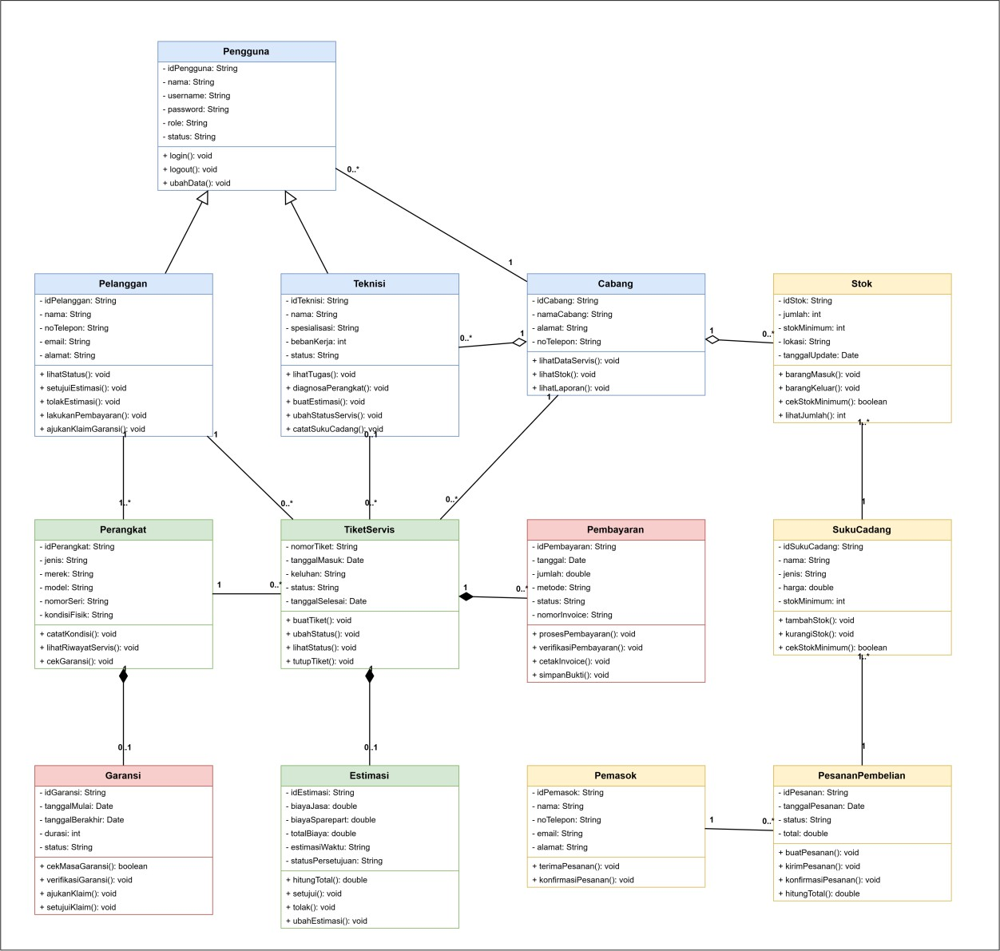 Pengguna
- idPengguna: String
- nama: String
- username: String
- password: String
- role: String
- status: String
+ login(): void
+ logout(): void
+ ubahData(): void
0..*
1
Pelanggan
- idPelanggan: String
- nama: String
- noTelepon: String
- email: String
- alamat: String
+ lihatStatus(): void
+ setujuiEstimasi(): void
+ tolakEstimasi(): void
+ lakukanPembayaran(): void
+ ajukanKlaimGaransi(): void
1
1
Teknisi
- idTeknisi: String
- nama: String
- spesialisasi: String
- bebanKerja: int
- status: String
+ lihatTugas(): void
+ diagnosaPerangkat(): void
+ buatEstimasi(): void
+ ubahStatusServis(): void
+ catatSukuCadang(): void
0..1
0..*
1
Cabang
- idCabang: String
- namaCabang: String
- alamat: String
- noTelepon: String
+ lihatDataServis(): void
+ lihatStok(): void
+ lihatLaporan(): void
1
1
0..*
Stok
- idStok: String
- jumlah: int
- stokMinimum: int
- lokasi: String
- tanggalUpdate: Date
+ barangMasuk(): void
+ barangKeluar(): void
+ cekStokMinimum(): boolean
+ lihatJumlah(): int
1..*
1..*
0..*
0..*
0..*
1
Perangkat
- idPerangkat: String
- jenis: String
- merek: String
- model: String
- nomorSeri: String
- kondisiFisik: String
+ catatKondisi(): void
+ lihatRiwayatServis(): void
+ cekGaransi(): void
1
1
0..*
TiketServis
- nomorTiket: String
- tanggalMasuk: Date
- keluhan: String
- status: String
- tanggalSelesai: Date
+ buatTiket(): void
+ ubahStatus(): void
+ lihatStatus(): void
+ tutupTiket(): void
1
1
0..*
Pembayaran
- idPembayaran: String
- tanggal: Date
- jumlah: double
- metode: String
- status: String
- nomorInvoice: String
+ prosesPembayaran(): void
+ verifikasiPembayaran(): void
+ cetakInvoice(): void
+ simpanBukti(): void
SukuCadang
- idSukuCadang: String
- nama: String
- jenis: String
- harga: double
- stokMinimum: int
+ tambahStok(): void
+ kurangiStok(): void
+ cekStokMinimum(): boolean
1..*
0..1
0..1
1
Garansi
- idGaransi: String
- tanggalMulai: Date
- tanggalBerakhir: Date
- durasi: int
- status: String
+ cekMasaGaransi(): boolean
+ verifikasiGaransi(): void
+ ajukanKlaim(): void
+ setujuiKlaim(): void
Estimasi
- idEstimasi: String
- biayaJasa: double
- biayaSparepart: double
- totalBiaya: double
- estimasiWaktu: String
- statusPersetujuan: String
+ hitungTotal(): double
+ setujui(): void
+ tolak(): void
+ ubahEstimasi(): void
Pemasok
- idPemasok: String
- nama: String
- noTelepon: String
- email: String
- alamat: String
+ terimaPesanan(): void
+ konfirmasiPesanan(): void
1
0..*
PesananPembelian
- idPesanan: String
- tanggalPesanan: Date
- status: String
- total: double
+ buatPesanan(): void
+ kirimPesanan(): void
+ konfirmasiPesanan(): void
+ hitungTotal(): double